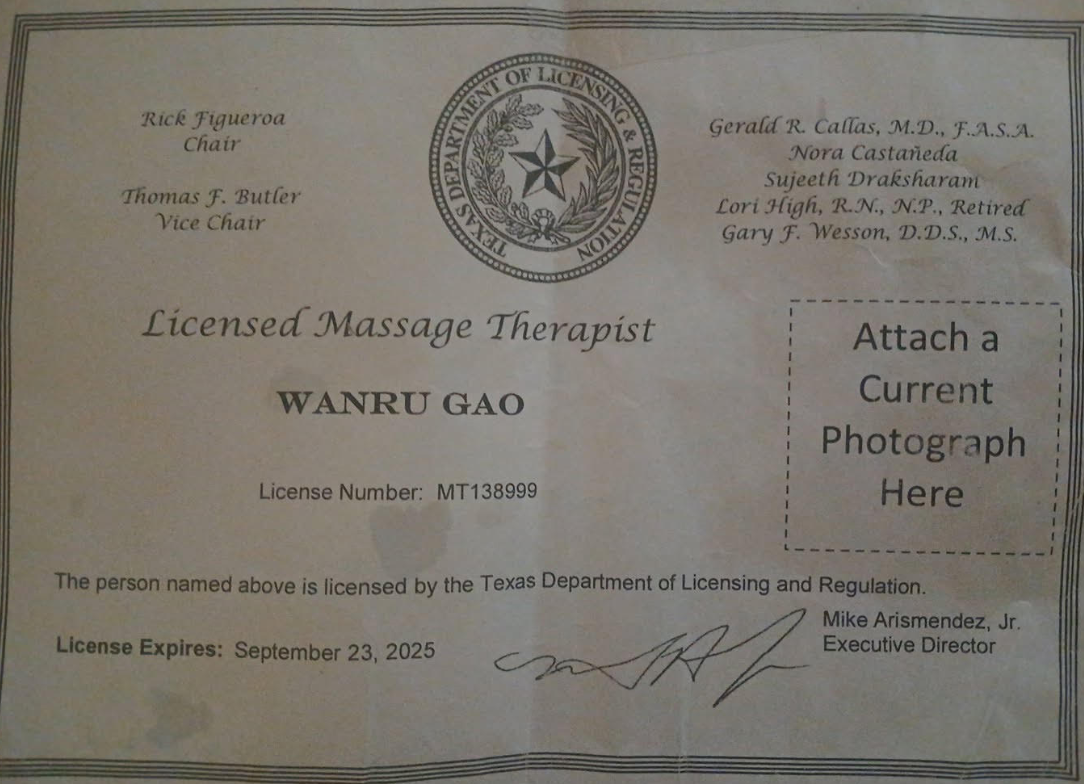 Rick Figueroa
Chair
Thomas F. Butler
Vice Chair
TEXAS DEPARTMENT OF LICENSING & REGULATION
Gerald R. Callas, M.D., F.A.S.A.
Nora Castañeda
Sujeeth Draksharam
Lori High, R.N., N.P., Retired
Gary F. Wesson, D.D.S., M.S.
Licensed Massage Therapist
WANRU GAO
License Number: MT138999
Attach a
Current
Photograph
Here
The person named above is licensed by the Texas Department of Licensing and Regulation.
License Expires: September 23, 2025
Mike Arismendez, Jr.
Executive Director